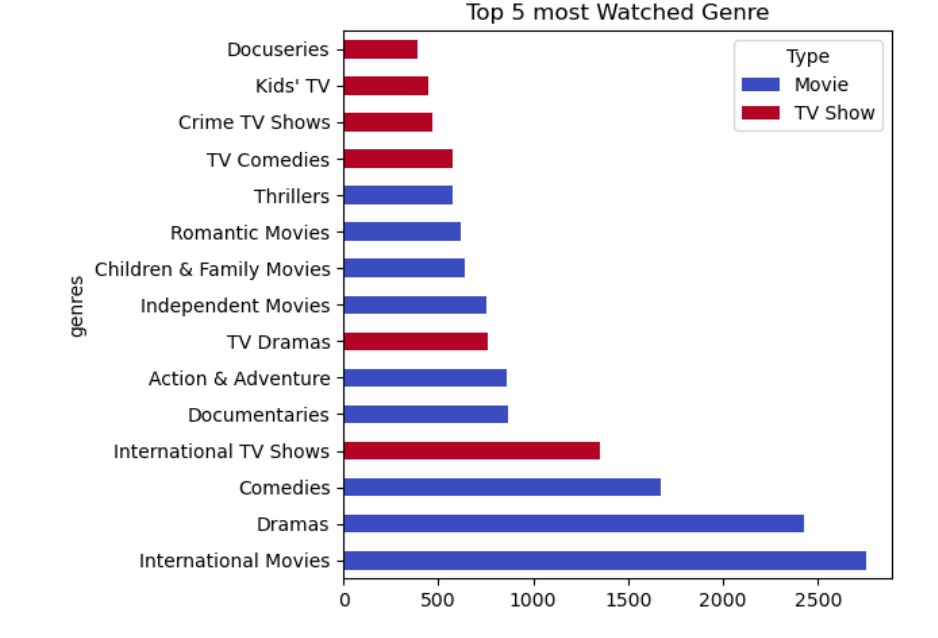 Top 5 most Watched Genre
Type
Movie
TV Show
genres
Docuseries
Kids' TV
Crime TV Shows
TV Comedies
Thrillers
Romantic Movies
Children & Family Movies
Independent Movies
TV Dramas
Action & Adventure
Documentaries
International TV Shows
Comedies
Dramas
International Movies
0 500 1000 1500 2000 2500